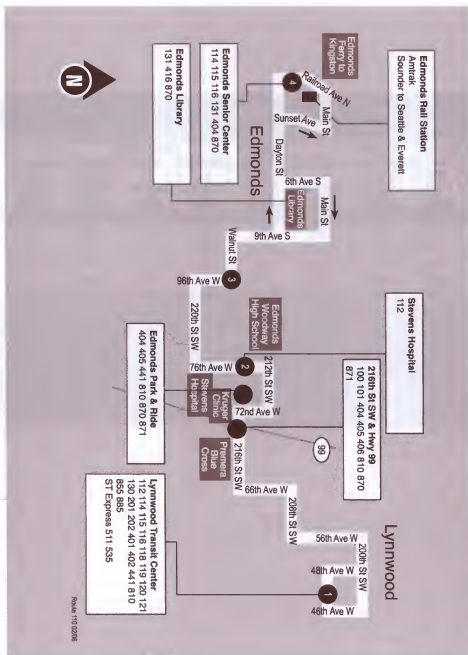 Edmonds Rail Station
Amtrak
Sounder to Seattle & Everett
Edmonds
Ferry to
Kingston
4
Railroad Ave N
Main St
Sunset Ave
Dayton St
Edmonds
Edmonds Senior Center
114 115 116 131 404 870
Edmonds Library
131 416 870
N
6th Ave S
Main St
Edmonds
Library
9th Ave S
Walnut St
3
96th Ave W
220th St SW
Stevens Hospital
112
Edmonds
Woodway
High School
212th St SW
2
76th Ave W
72nd Ave W
Kruger
Clinic
Stevens
Hospital
Edmonds Park & Ride
404 405 441 810 870 871
216th St SW & Hwy 99
100 101 404 405 406 810 870
871
99
Premera
Blue
Cross
216th St SW
66th Ave W
208th St SW
56th Ave W
200th St SW
48th Ave W
46th Ave W
1
Lynnwood
Lynnwood Transit Center
112 114 115 116 118 119 120 121
130 201 202 401 402 441 810
855 885
ST Express 511 535
Route 110 02/06